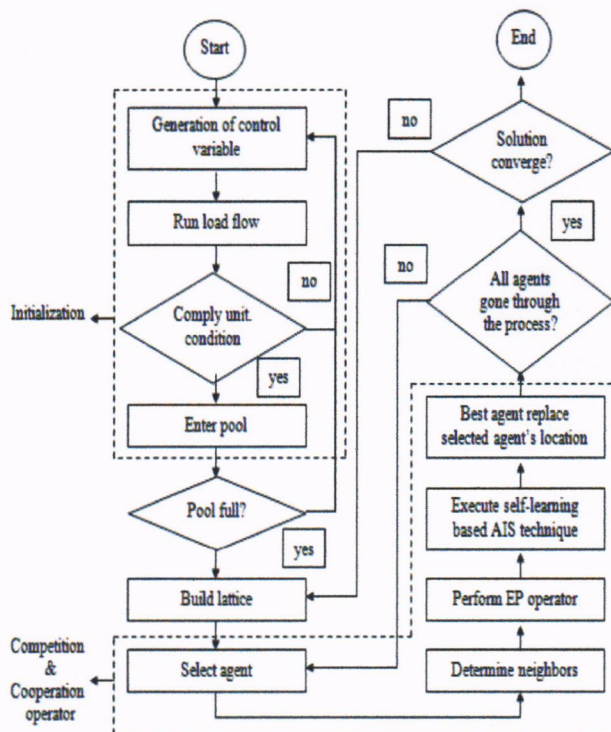 Start
Generation of control
variable
Run load flow
no
Comply unit.
condition
Initialization
yes
Enter pool
Pool full?
yes
Build lattice
Competition
&
Cooperation
operator
Select agent
End
no
Solution
converge?
yes
no
All agents
gone through
the process?
Best agent replace
selected agent's location
Execute self-learning
based AIS technique
Perform EP operator
Determine neighbors